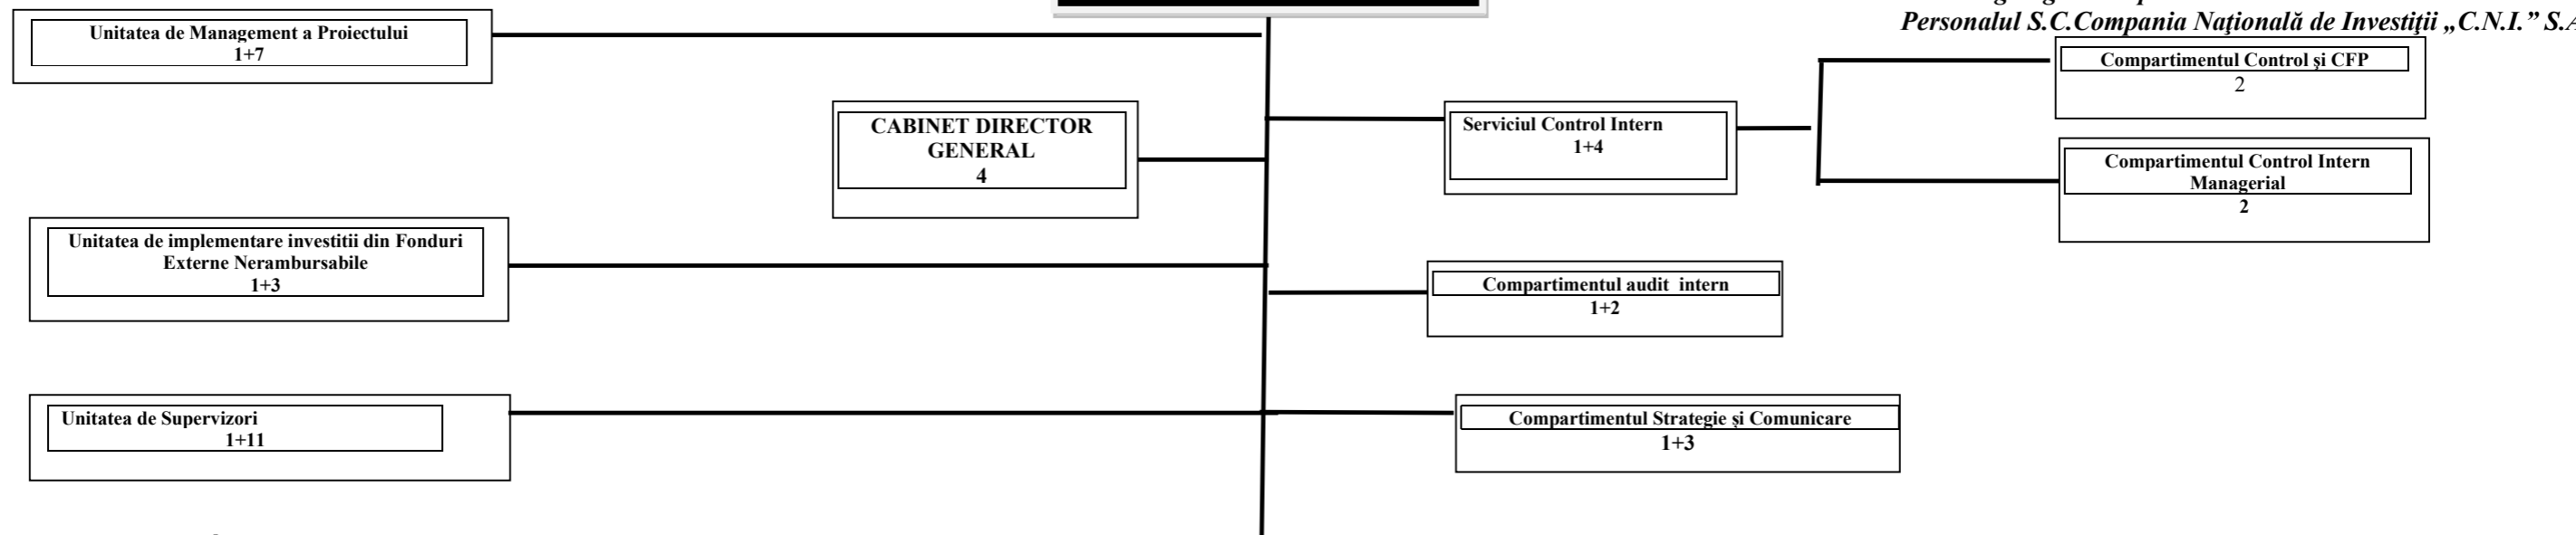 Personalul S.C.Compania Naţională de Investiţii „C.N.I.” S.A
Unitatea de Management a Proiectului
1+7
Compartimentul Control şi CFP
2
CABINET DIRECTOR
GENERAL
4
Serviciul Control Intern
1+4
Compartimentul Control Intern
Managerial
2
Unitatea de implementare investitii din Fonduri
Externe Nerambursabile
1+3
Compartimentul audit intern
1+2
Unitatea de Supervizori
1+11
Compartimentul Strategie și Comunicare
1+3